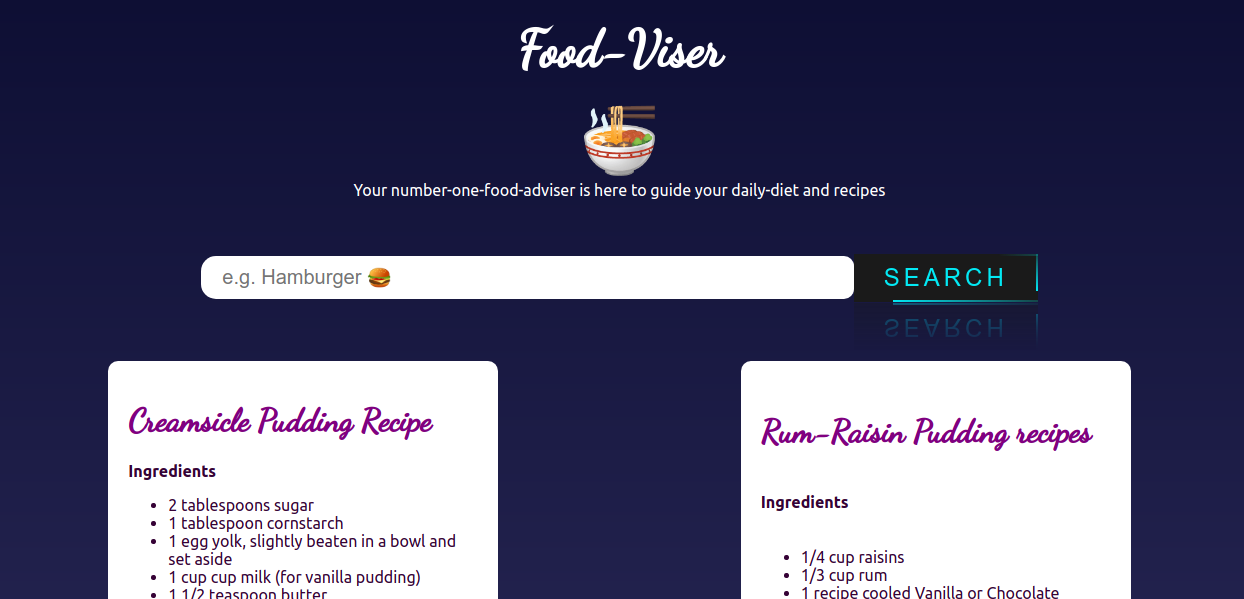 Food-Viser
Your number-one-food-adviser is here to guide your daily-diet and recipes
e.g. Hamburger 🍔
SEARCH
SEARCH
Creamsicle Pudding Recipe
Ingredients
2 tablespoons sugar
1 tablespoon cornstarch
1 egg yolk, slightly beaten in a bowl and
set aside
1 cup cup milk (for vanilla pudding)
1 1/2 teaspoon butter
Rum-Raisin Pudding recipes
Ingredients
1/4 cup raisins
1/3 cup rum
1 recipe cooled Vanilla or Chocolate